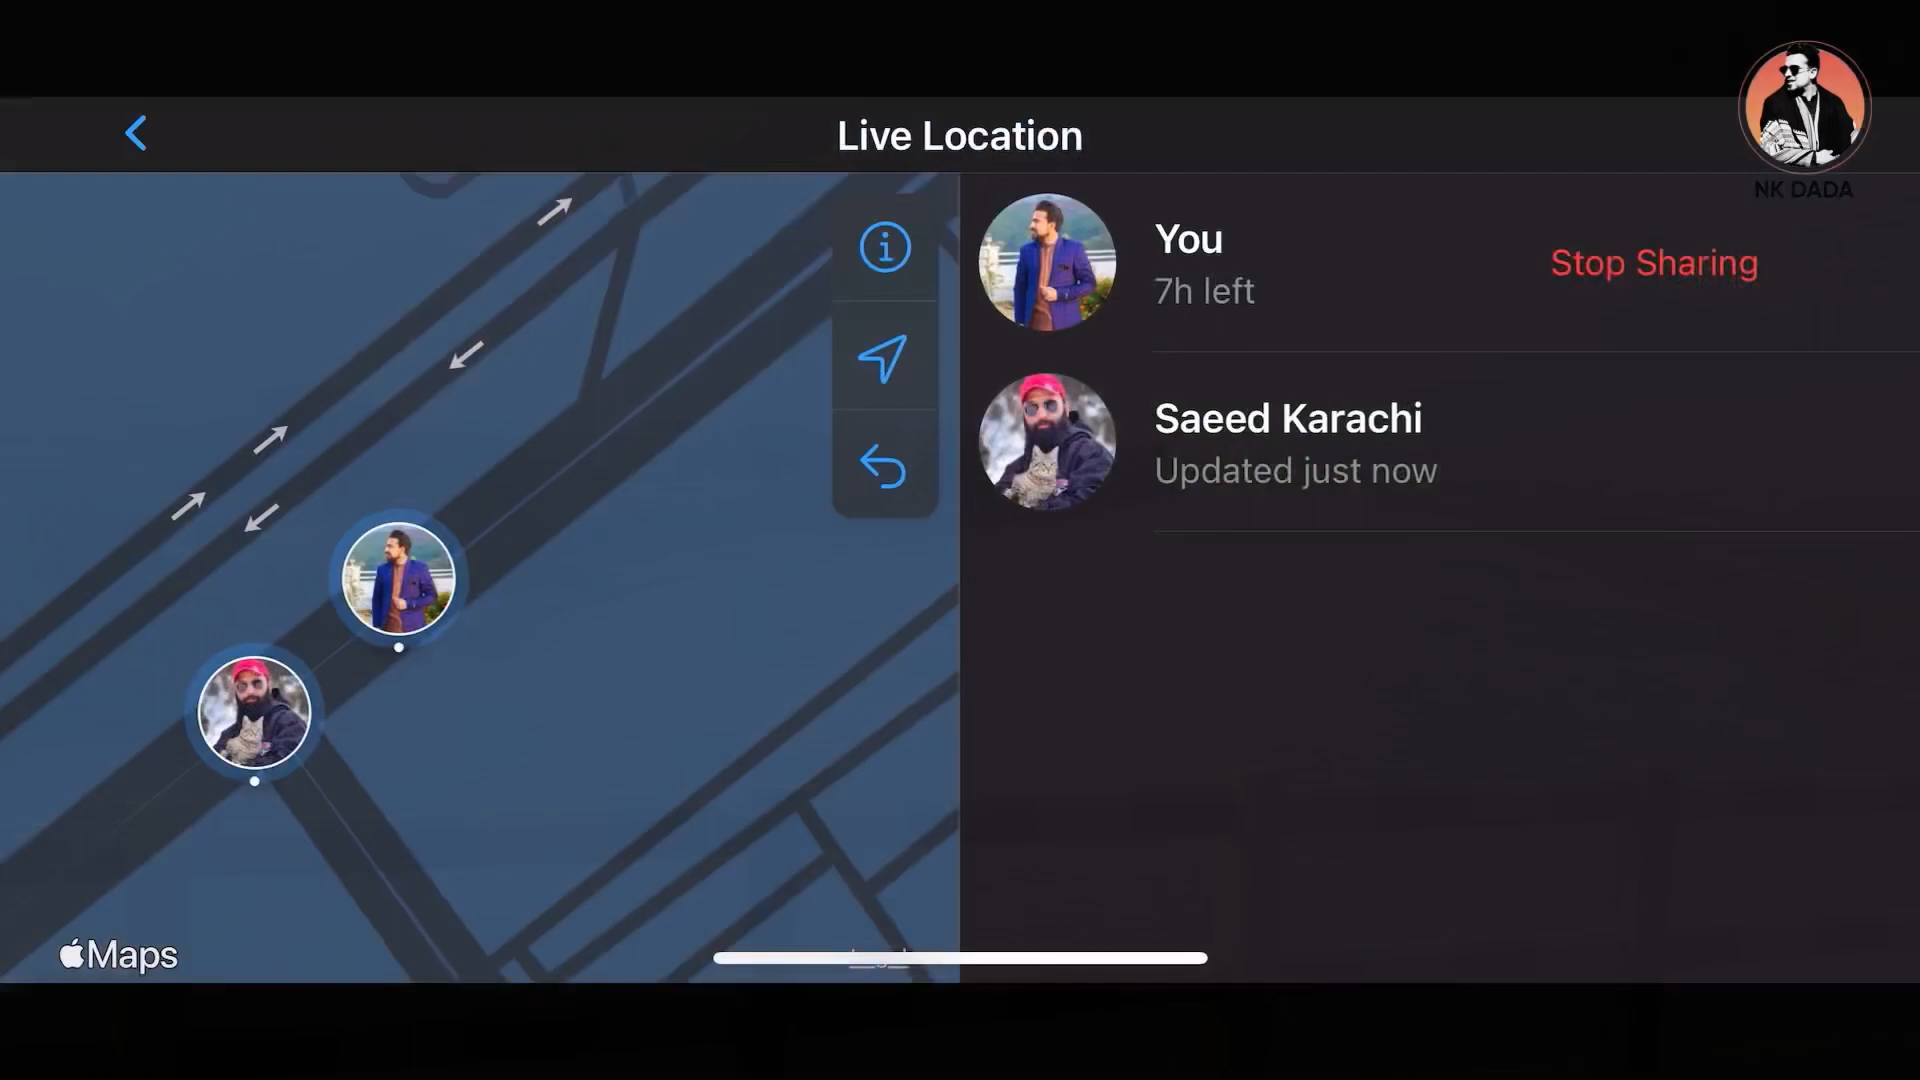 Live Location
NK DADA
You
7h left
Stop Sharing
Saeed Karachi
Updated just now
Maps